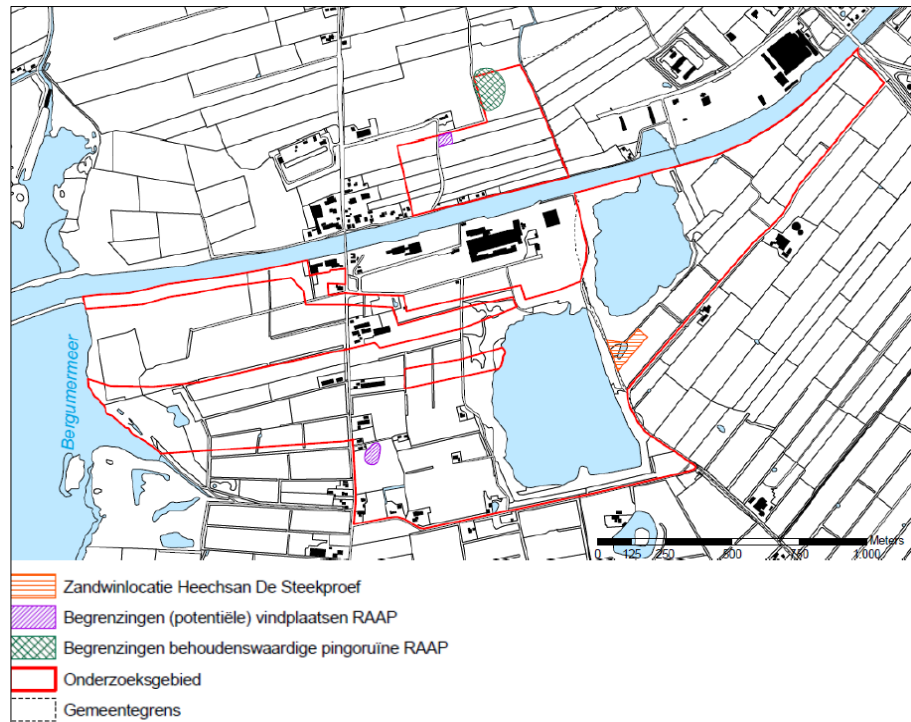 Bergumermeer
Meters
0 125 250 500 750 1.000
Zandwinlocatie Heechsan De Steekproef
Begrenzingen (potentiële) vindplaatsen RAAP
Begrenzingen behoudenswaardige pingoruïne RAAP
Onderzoeksgebied
Gemeentegrens